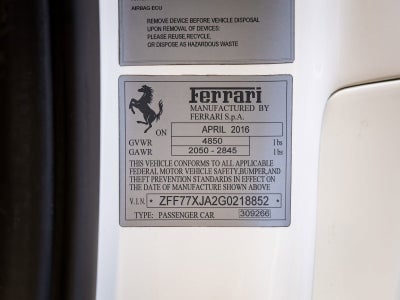 AIRBAG ECU
REMOVE DEVICE BEFORE VEHICLE DISPOSAL
UPON REMOVAL OF DEVICES:
PLEASE REUSE,RECYCLE,
OR DISPOSE AS HAZARDOUS WASTE
Ferrari
MANUFACTURED BY
FERRARI S.p.A.
ON APRIL 2016
GVWR 4850 lbs
GAWR 2050 - 2845 lbs
THIS VEHICLE CONFORMS TO ALL APPLICABLE
FEDERAL MOTOR VEHICLE SAFETY,BUMPER,AND
THEFT PREVENTION STANDARDS IN EFFECT ON
THE DATE OF MANUFACTURE SHOWN ABOVE
V.I.N. * ZFF77XJA2G0218852 *
TYPE: PASSENGER CAR 309266